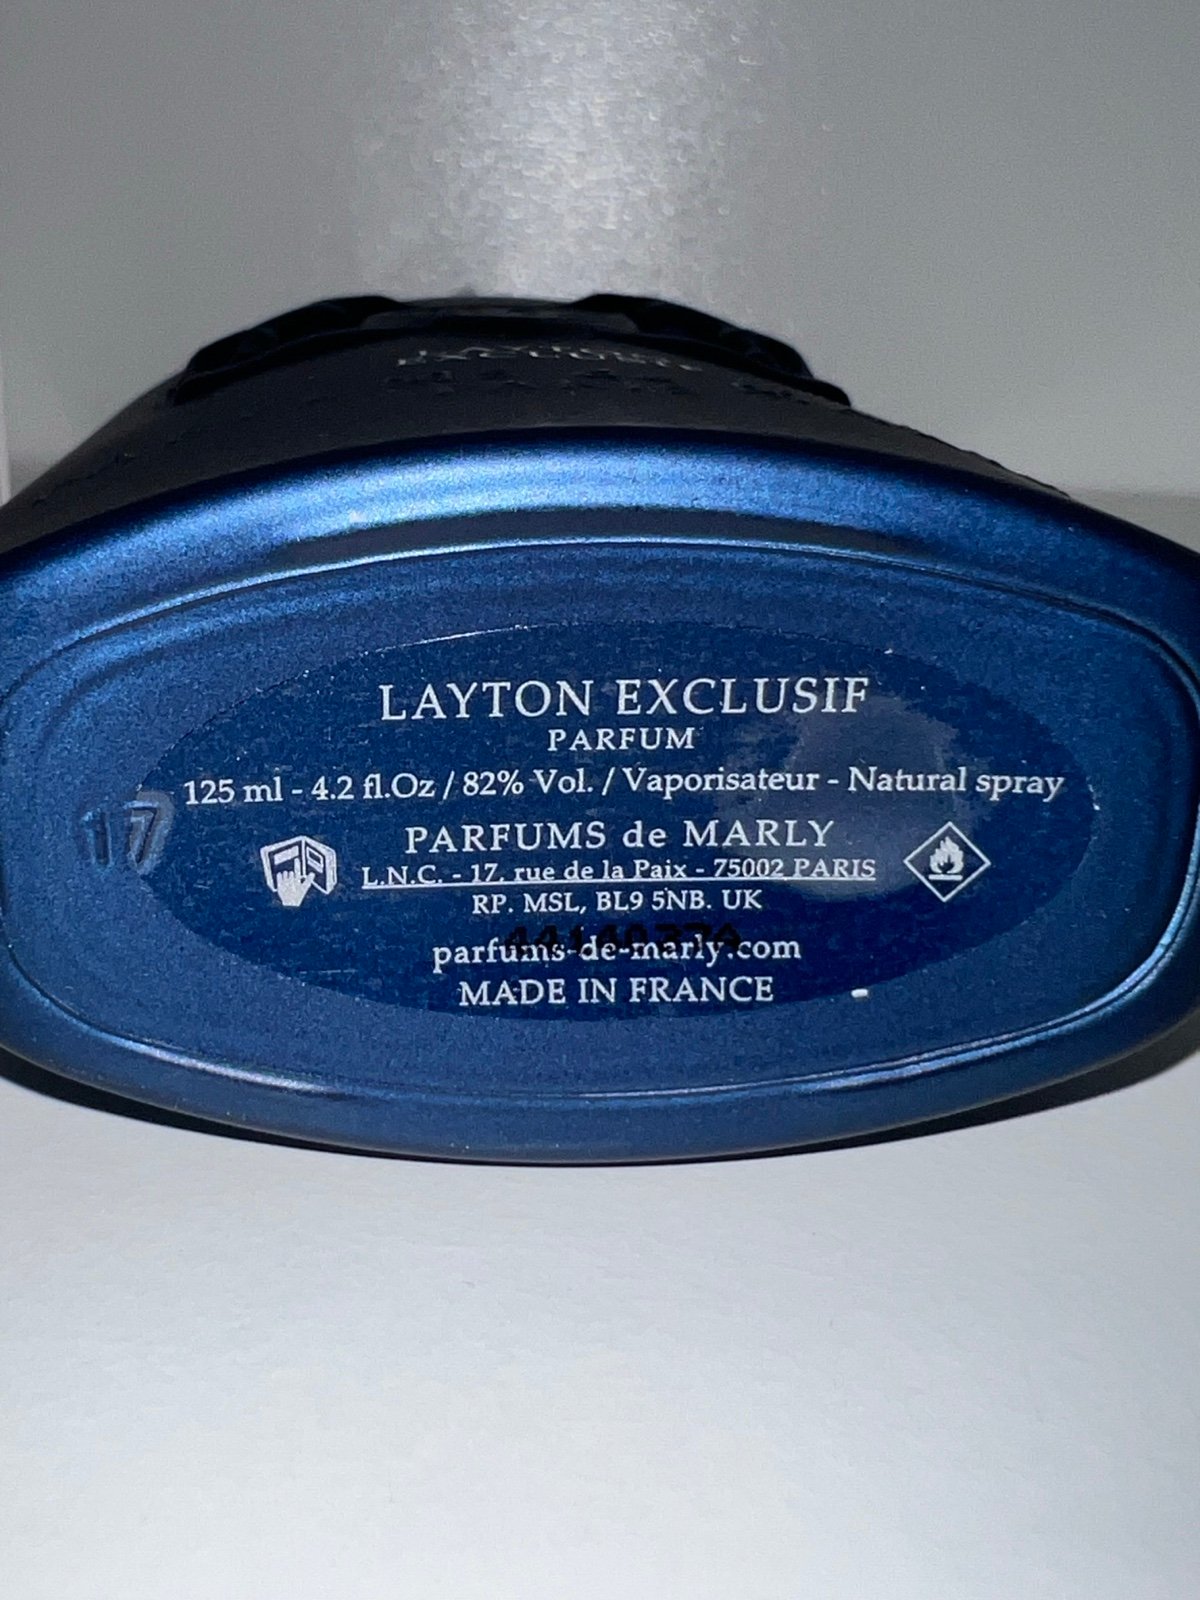 EXCLUSIF
LAYTON EXCLUSIF
PARFUM
125 ml - 4.2 fl.Oz / 82% Vol. / Vaporisateur - Natural spray
17
PARFUMS de MARLY
L.N.C. - 17, rue de la Paix - 75002 PARIS
RP. MSL, BL9 5NB. UK
parfums-de-marly.com
MADE IN FRANCE